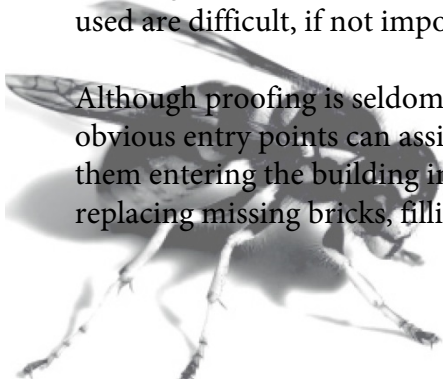 used are difficult, if not impo
Although proofing is seldom
obvious entry points can assi
them entering the building in
replacing missing bricks, filli